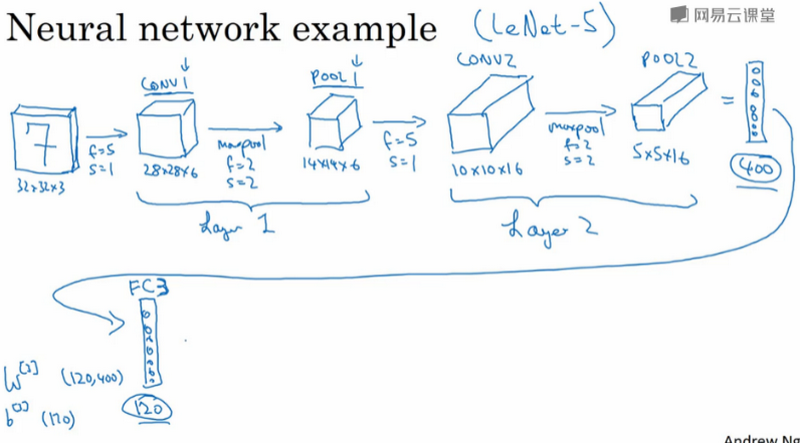 Neural network example (LeNet-5)
网易云课堂
CONV1
POOL1
CONV2
POOL2
7
32x32x3
f=5
s=1
28x28x6
maxpool
f=2
s=2
14x14x6
f=5
s=1
10x10x16
maxpool
f=2
s=2
5x5x16
=
400
Layer 1
Layer 2
FC3
W[3] (120,400)
b[3] (120)
120
Andrew Ng